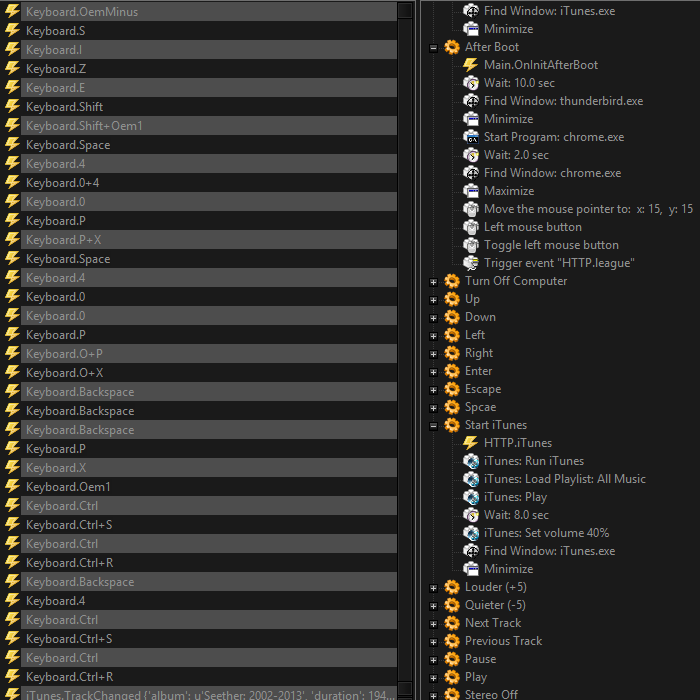 Keyboard.OemMinus
Keyboard.S
Keyboard.I
Keyboard.Z
Keyboard.E
Keyboard.Shift
Keyboard.Shift+Oem1
Keyboard.Space
Keyboard.4
Keyboard.0+4
Keyboard.0
Keyboard.P
Keyboard.P+X
Keyboard.Space
Keyboard.4
Keyboard.0
Keyboard.0
Keyboard.P
Keyboard.O+P
Keyboard.O+X
Keyboard.Backspace
Keyboard.Backspace
Keyboard.Backspace
Keyboard.P
Keyboard.X
Keyboard.Oem1
Keyboard.Ctrl
Keyboard.Ctrl+S
Keyboard.Ctrl
Keyboard.Ctrl+R
Keyboard.Backspace
Keyboard.4
Keyboard.Ctrl
Keyboard.Ctrl+S
Keyboard.Ctrl
Keyboard.Ctrl+R
iTunes.TrackChanged {'album': u'Seether: 2002-2013', 'duration': 194...
Find Window: iTunes.exe
Minimize
After Boot
Main.OnInitAfterBoot
Wait: 10.0 sec
Find Window: thunderbird.exe
Minimize
Start Program: chrome.exe
Wait: 2.0 sec
Find Window: chrome.exe
Maximize
Move the mouse pointer to: x: 15, y: 15
Left mouse button
Toggle left mouse button
Trigger event "HTTP.league"
Turn Off Computer
Up
Down
Left
Right
Enter
Escape
Spcae
Start iTunes
HTTP.iTunes
iTunes: Run iTunes
iTunes: Load Playlist: All Music
iTunes: Play
Wait: 8.0 sec
iTunes: Set volume 40%
Find Window: iTunes.exe
Minimize
Louder (+5)
Quieter (-5)
Next Track
Previous Track
Pause
Play
Stereo Off